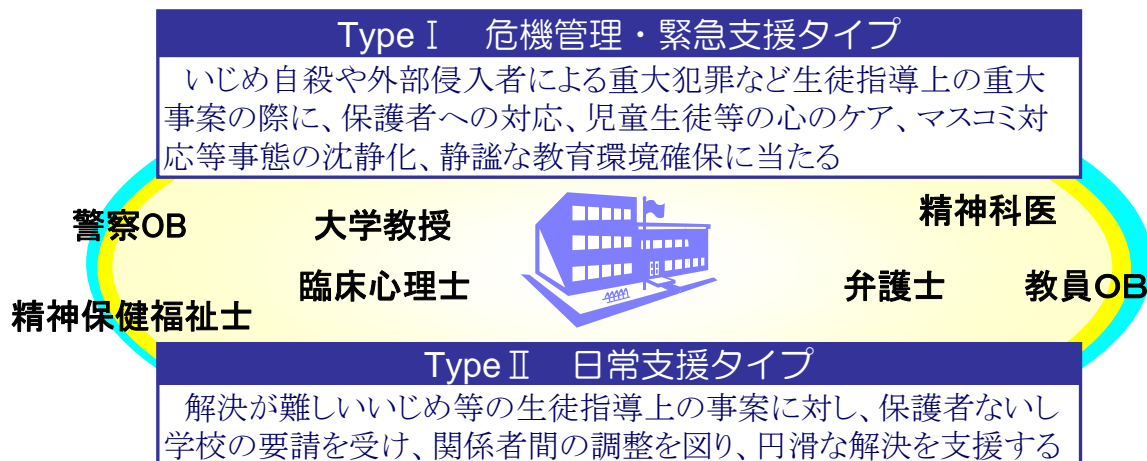 TypeⅠ 危機管理・緊急支援タイプ
いじめ自殺や外部侵入者による重大犯罪など生徒指導上の重大
事案の際に、保護者への対応、児童生徒等の心のケア、マスコミ対
応等事態の沈静化、静謐な教育環境確保に当たる
警察OB
大学教授
精神科医
臨床心理士
弁護士
教員OB
精神保健福祉士
TypeⅡ 日常支援タイプ
解決が難しいいじめ等の生徒指導上の事案に対し、保護者ないし
学校の要請を受け、関係者間の調整を図り、円滑な解決を支援する